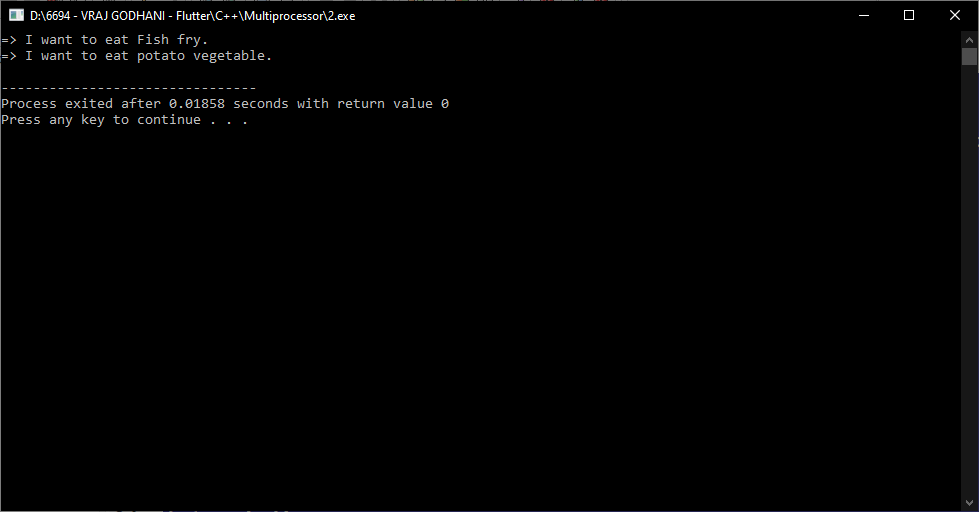 D:\6694 - VRAJ GODHANI - Flutter\C++\Multiprocessor\2.exe
=> I want to eat Fish fry.
=> I want to eat potato vegetable.
--------------------------------
Process exited after 0.01858 seconds with return value 0
Press any key to continue . . .